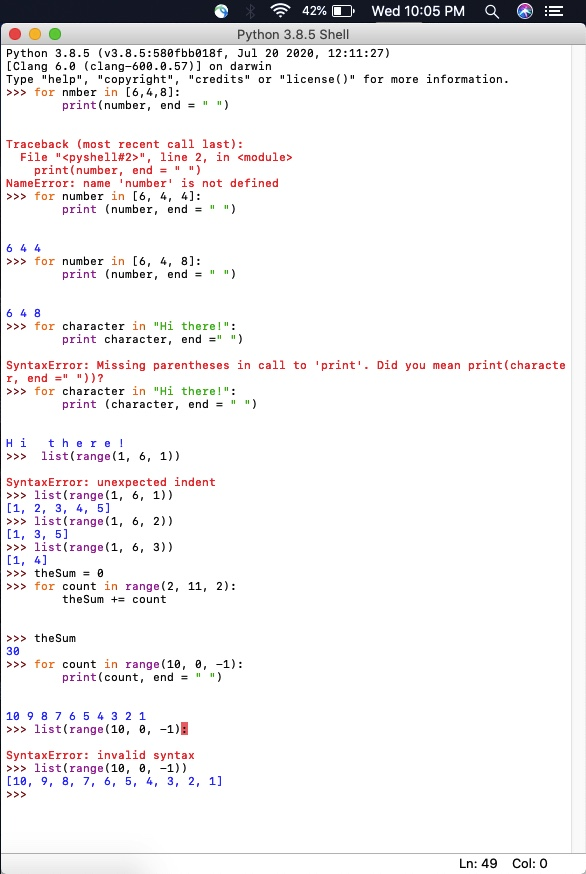 42% Wed 10:05 PM
Python 3.8.5 Shell
Python 3.8.5 (v3.8.5:580fbb018f, Jul 20 2020, 12:11:27)
[Clang 6.0 (clang-600.0.57)] on darwin
Type "help", "copyright", "credits" or "license()" for more information.
>>> for nmber in [6,4,8]:
        print(number, end = " ")
Traceback (most recent call last):
  File "<pyshell#2>", line 2, in <module>
    print(number, end = " ")
NameError: name 'number' is not defined
>>> for number in [6, 4, 4]:
        print (number, end = " ")
6 4 4
>>> for number in [6, 4, 8]:
        print (number, end = " ")
6 4 8
>>> for character in "Hi there!":
        print character, end =" ")
SyntaxError: Missing parentheses in call to 'print'. Did you mean print(characte
r, end =" "))?
>>> for character in "Hi there!":
        print (character, end = " ")
H i   t h e r e !
>>>  list(range(1, 6, 1))
SyntaxError: unexpected indent
>>> list(range(1, 6, 1))
[1, 2, 3, 4, 5]
>>> list(range(1, 6, 2))
[1, 3, 5]
>>> list(range(1, 6, 3))
[1, 4]
>>> theSum = 0
>>> for count in range(2, 11, 2):
        theSum += count
>>> theSum
30
>>> for count in range(10, 0, -1):
        print(count, end = " ")
10 9 8 7 6 5 4 3 2 1
>>> list(range(10, 0, -1):
SyntaxError: invalid syntax
>>> list(range(10, 0, -1))
[10, 9, 8, 7, 6, 5, 4, 3, 2, 1]
>>>
Ln: 49 Col: 0